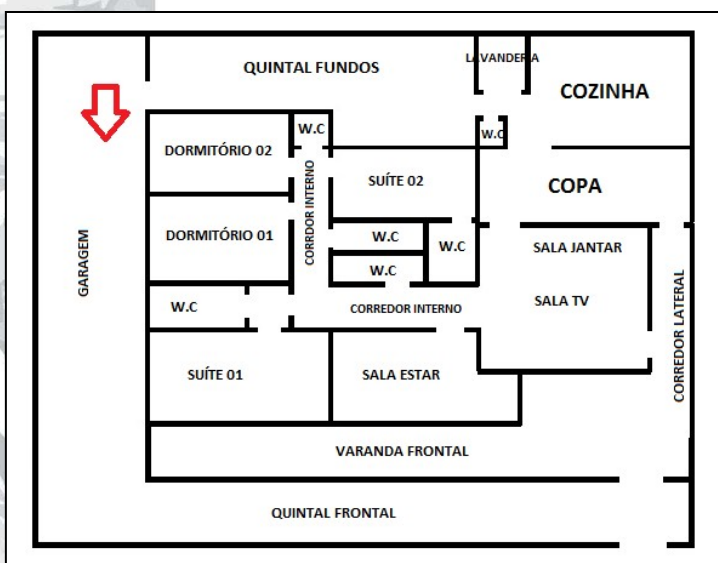 QUINTAL FUNDOS
LAVANDERIA
COZINHA
W.C
W.C
DORMITÓRIO 02
SUÍTE 02
COPA
CORRDOR INTERNO
DORMITÓRIO 01
W.C
W.C
SALA JANTAR
GARAGEM
W.C
W.C
CORREDOR INTERNO
SALA TV
CORREDOR LATERAL
SUÍTE 01
SALA ESTAR
VARANDA FRONTAL
QUINTAL FRONTAL